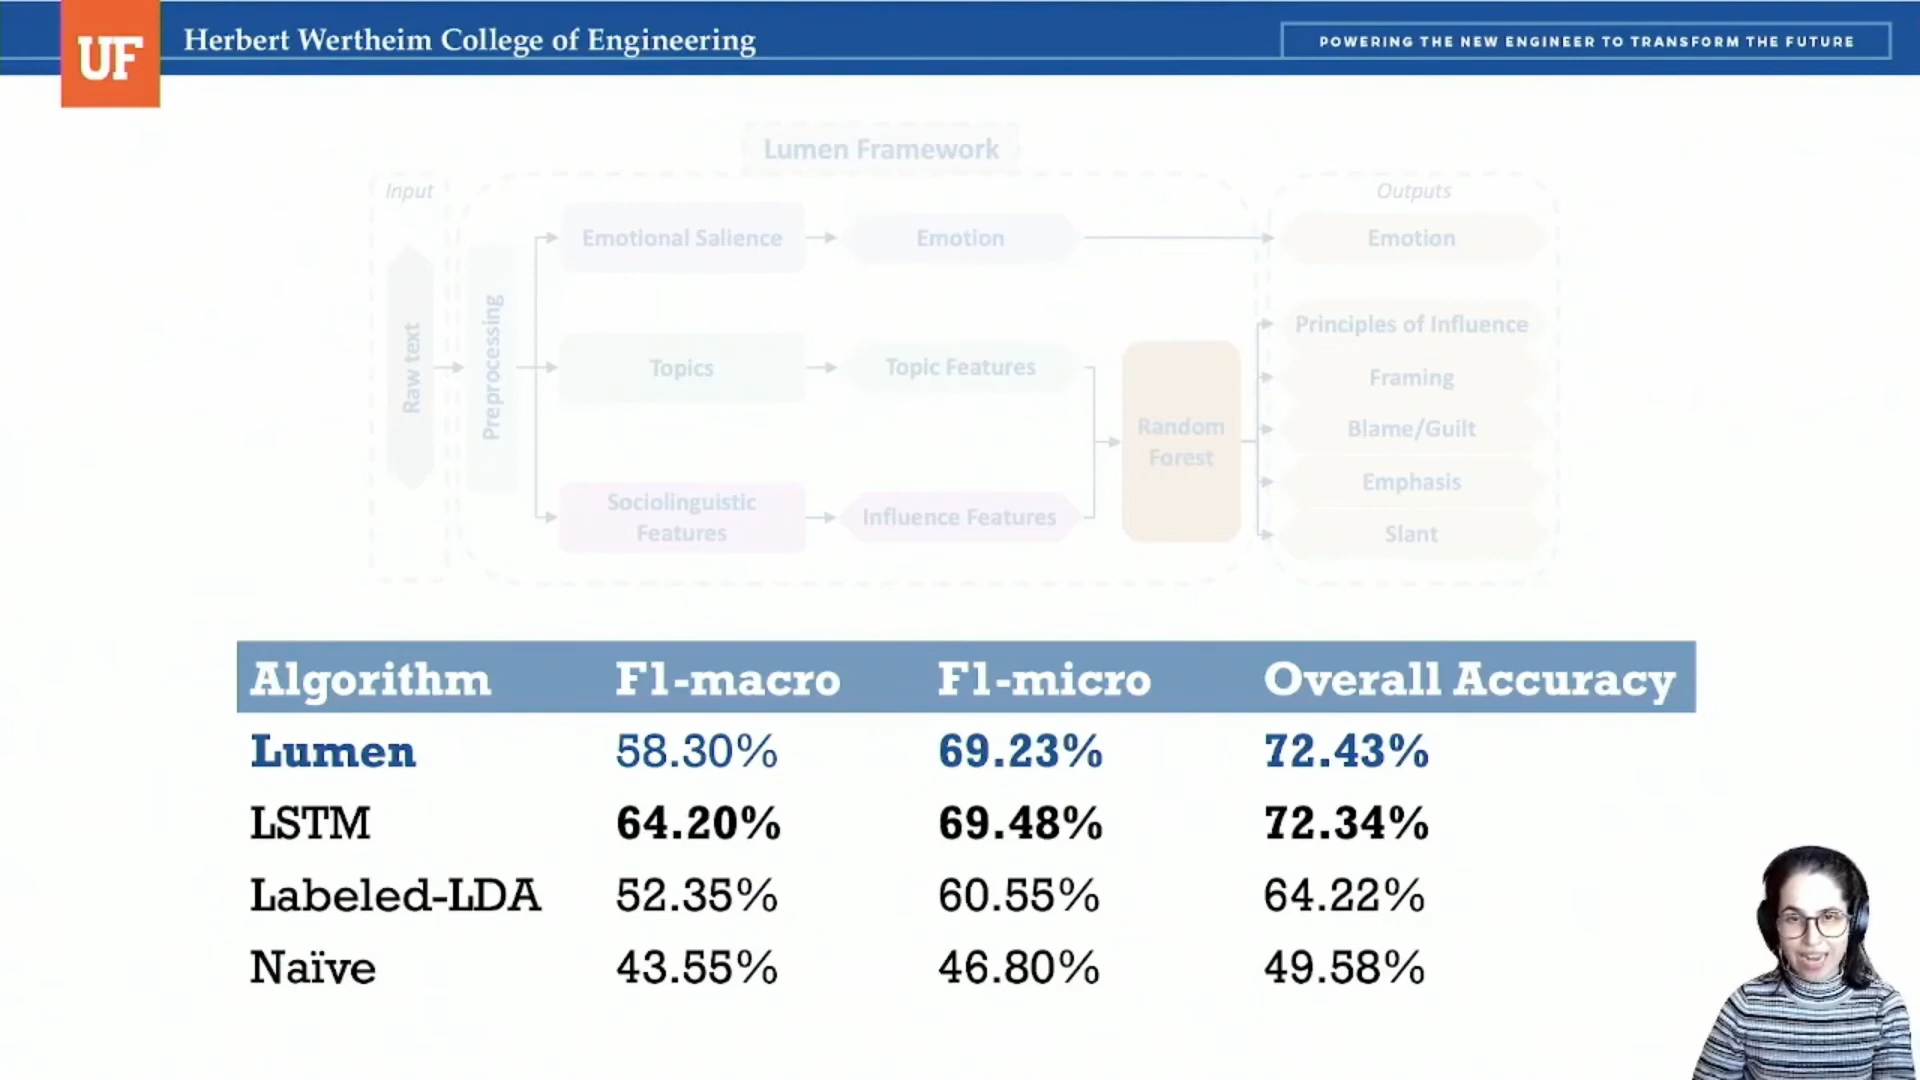 UF
Herbert Wertheim College of Engineering
POWERING THE NEW ENGINEER TO TRANSFORM THE FUTURE
Lumen Framework
Input
Outputs
Raw text
Preprocessing
Emotional Salience
Emotion
Emotion
Topics
Topic Features
Sociolinguistic
Features
Influence Features
Random
Forest
Principles of Influence
Framing
Blame/Guilt
Emphasis
Slant
Algorithm F1-macro F1-micro Overall Accuracy
Lumen 58.30% 69.23% 72.43%
LSTM 64.20% 69.48% 72.34%
Labeled-LDA 52.35% 60.55% 64.22%
Naïve 43.55% 46.80% 49.58%